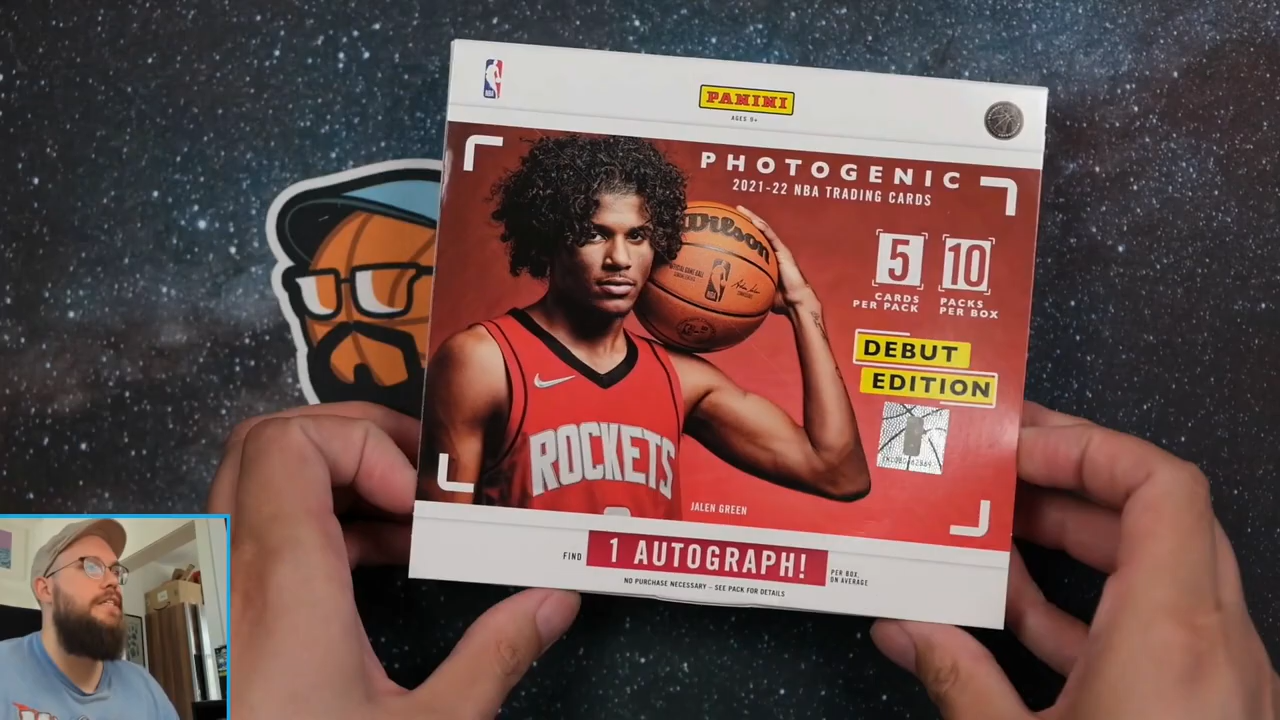 PANINI
AGES 9+
PHOTOGENIC
2021-22 NBA TRADING CARDS
Wilson
5
CARDS
PER PACK
10
PACKS
PER BOX
DEBUT
EDITION
ROCKETS
JALEN GREEN
FIND
1 AUTOGRAPH!
PER BOX,
ON AVERAGE
NO PURCHASE NECESSARY – SEE PACK FOR DETAILS